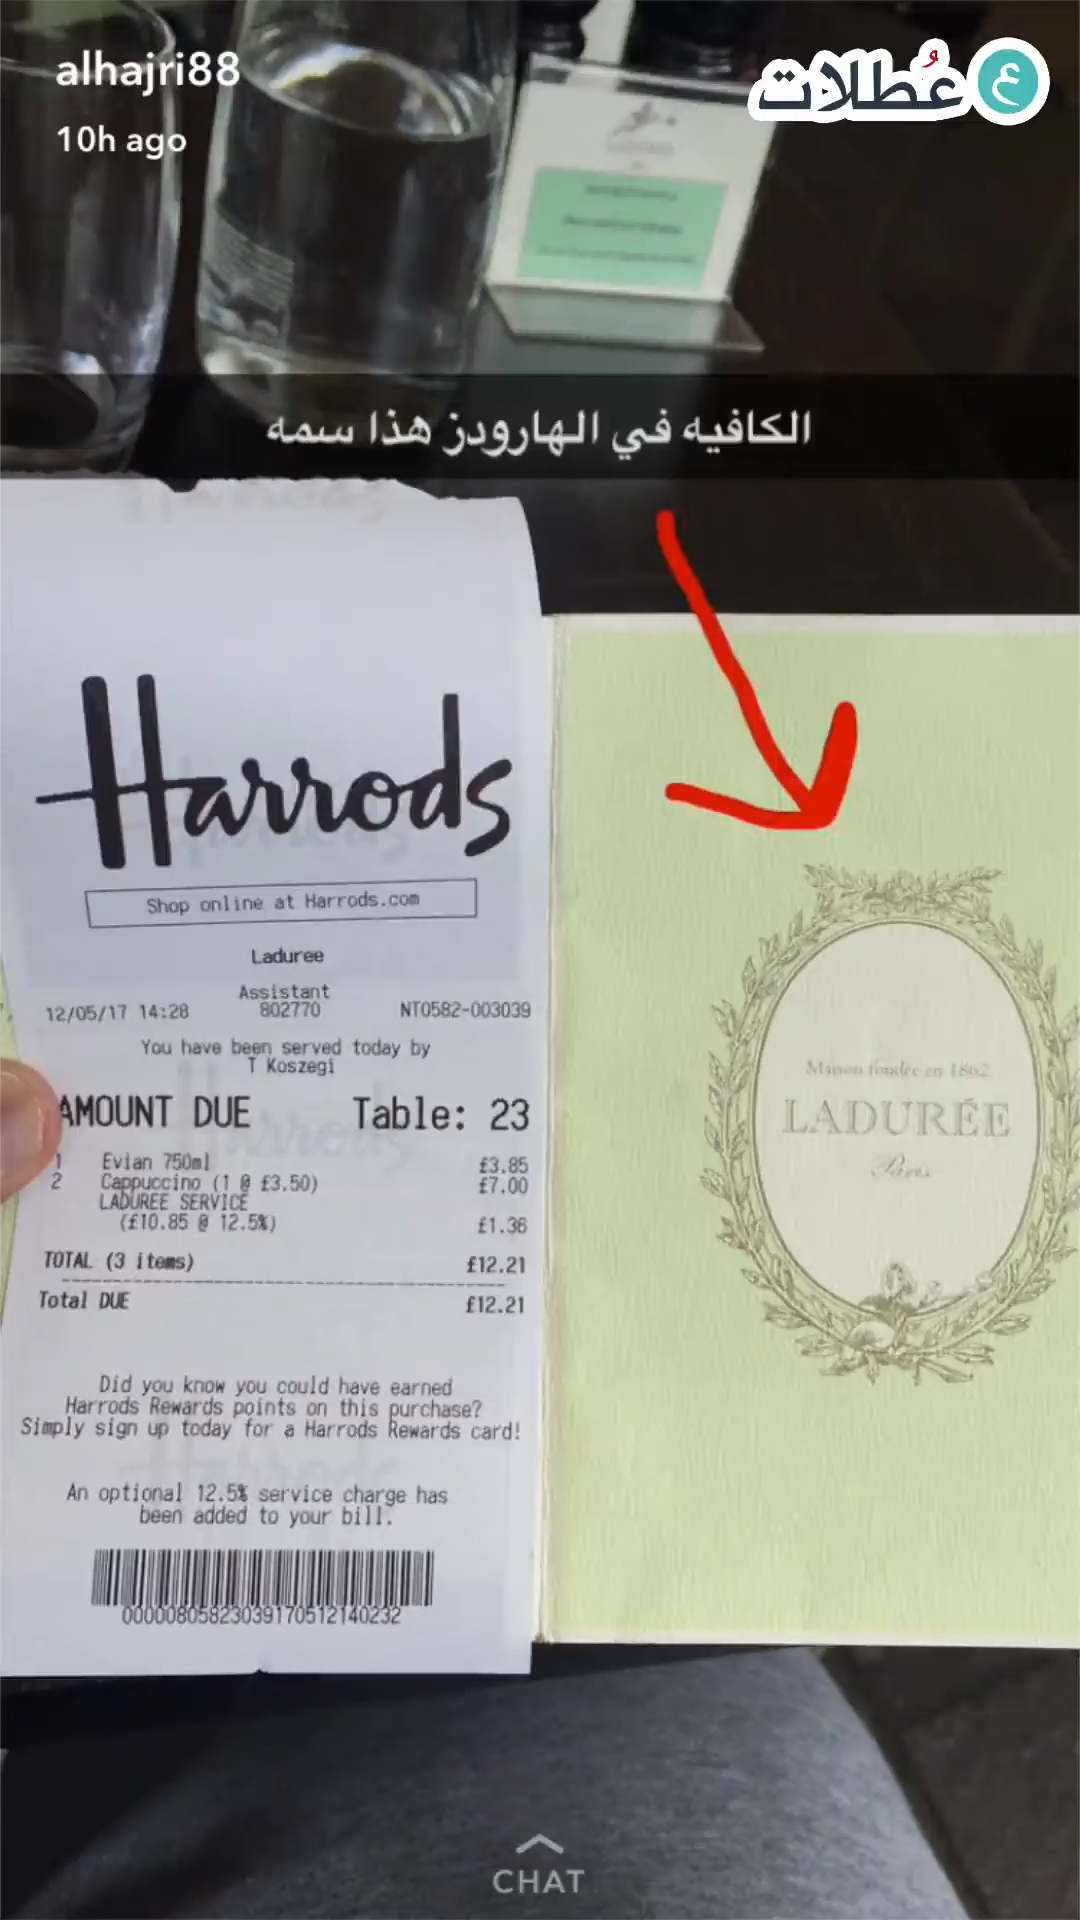 alhajri88
10h ago
عُطلات
ع
الكافيه في الهارودز هذا سمه
Harrods
Shop online at Harrods.com
Laduree
Assistant
12/05/17 14:28 802770 NT0582-003039
You have been served today by
T Koszegi
AMOUNT DUE Table: 23
1 Evian 750ml £3.85
2 Cappuccino (1 @ £3.50) £7.00
LADUREE SERVICE
(£10.85 @ 12.5%) £1.36
TOTAL (3 items) £12.21
Total DUE £12.21
Did you know you could have earned
Harrods Rewards points on this purchase?
Simply sign up today for a Harrods Rewards card!
An optional 12.5% service charge has
been added to your bill.
00000805823039170512140232
Maison fondée en 1862
LADURÉE
Paris
CHAT